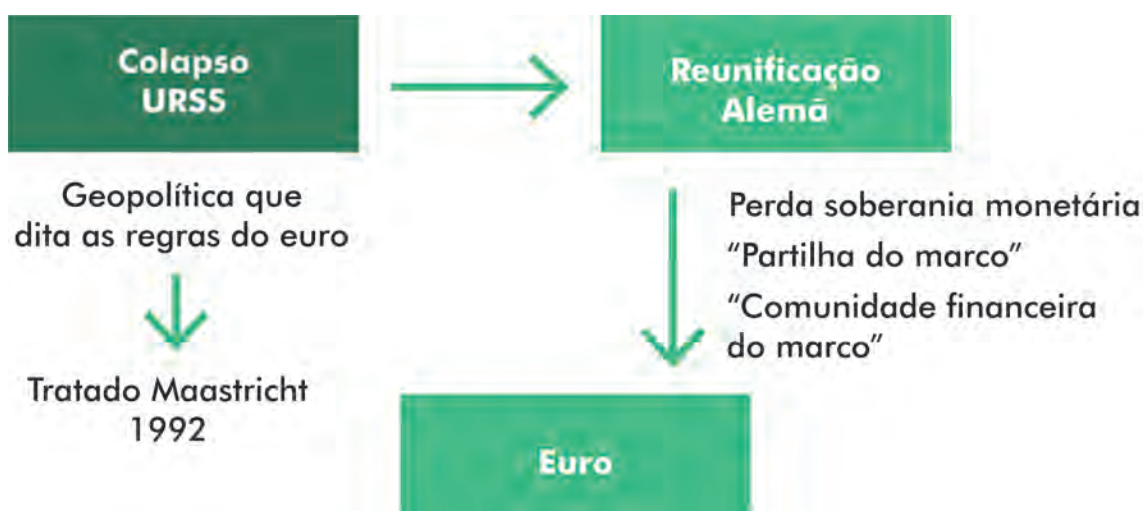 Colapso
URSS
Reunificação
Alemã
Geopolítica que
dita as regras do euro
Perda soberania monetária
“Partilha do marco”
“Comunidade financeira
do marco”
Tratado Maastricht
1992
Euro